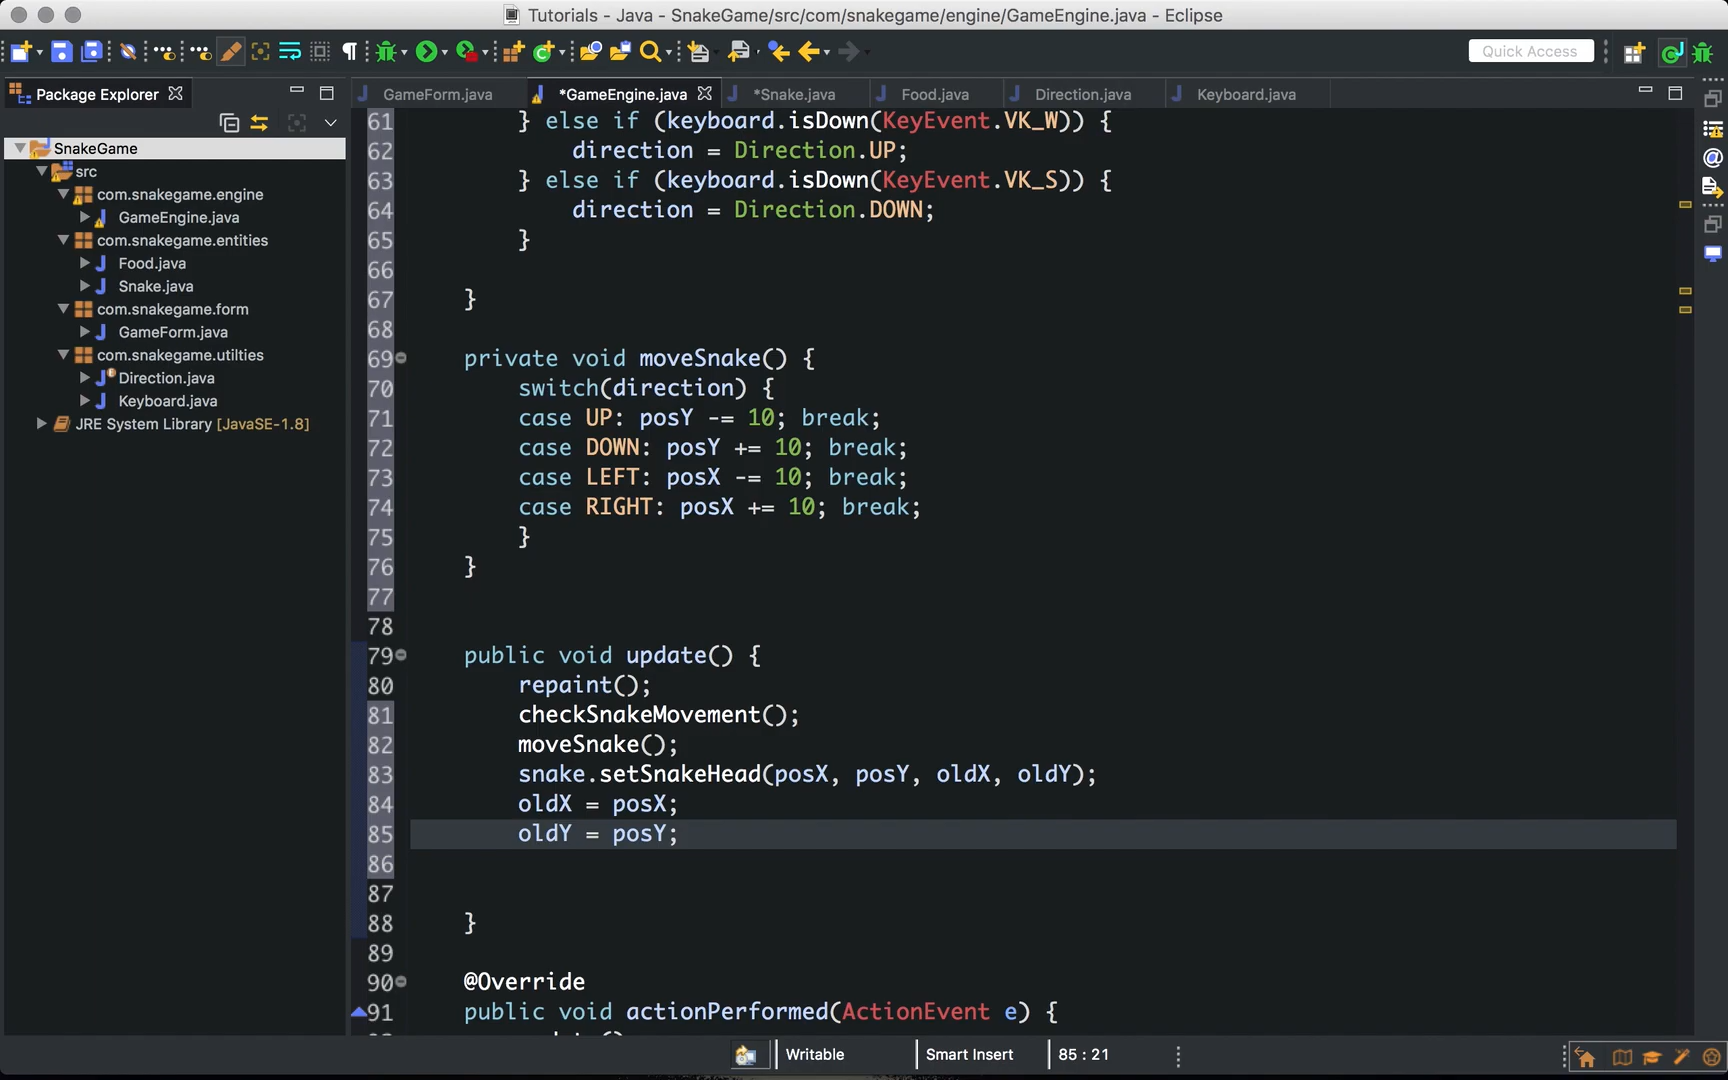 Tutorials - Java - SnakeGame/src/com/snakegame/engine/GameEngine.java - Eclipse
Quick Access
Package Explorer
GameForm.java
*GameEngine.java
*Snake.java
Food.java
Direction.java
Keyboard.java
SnakeGame
src
com.snakegame.engine
GameEngine.java
com.snakegame.entities
Food.java
Snake.java
com.snakegame.form
GameForm.java
com.snakegame.utilties
Direction.java
Keyboard.java
JRE System Library [JavaSE-1.8]
61 } else if (keyboard.isDown(KeyEvent.VK_W)) {
62 direction = Direction.UP;
63 } else if (keyboard.isDown(KeyEvent.VK_S)) {
64 direction = Direction.DOWN;
65 }
66
67 }
68
69 private void moveSnake() {
70 switch(direction) {
71 case UP: posY -= 10; break;
72 case DOWN: posY += 10; break;
73 case LEFT: posX -= 10; break;
74 case RIGHT: posX += 10; break;
75 }
76 }
77
78
79 public void update() {
80 repaint();
81 checkSnakeMovement();
82 moveSnake();
83 snake.setSnakeHead(posX, posY, oldX, oldY);
84 oldX = posX;
85 oldY = posY;
86
87
88 }
89
90 @Override
91 public void actionPerformed(ActionEvent e) {
Writable
Smart Insert
85 : 21